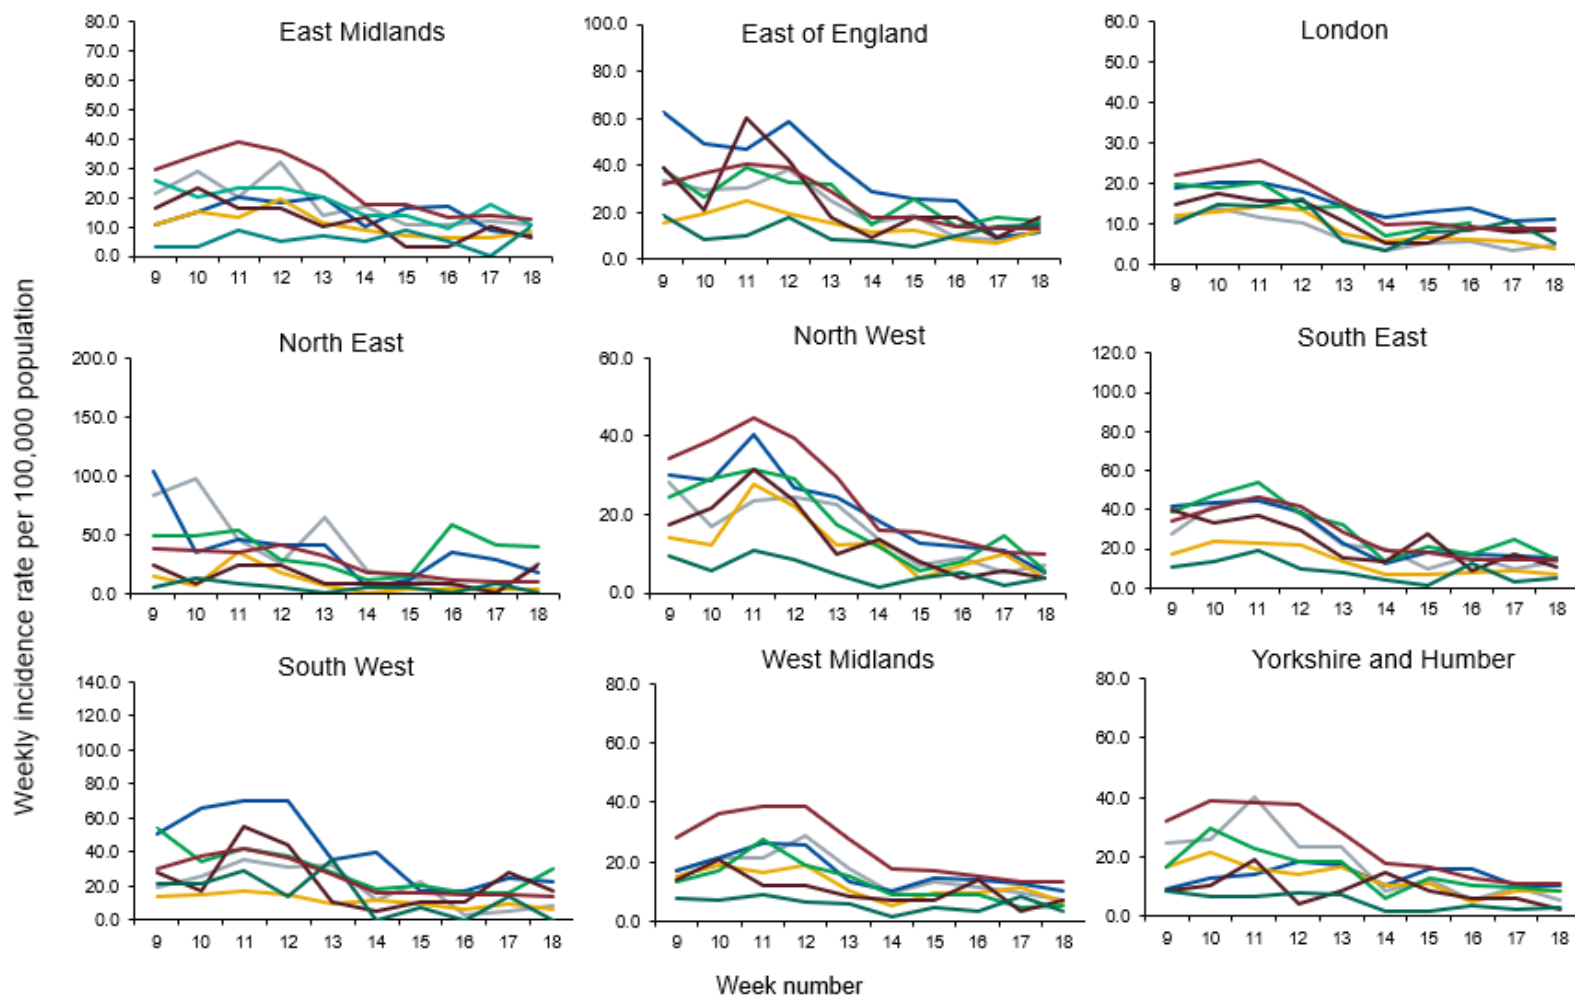 Weekly incidence rate per 100,000 population
East Midlands
80.0
70.0
60.0
50.0
40.0
30.0
20.0
10.0
0.0
9 10 11 12 13 14 15 16 17 18
East of England
100.0
80.0
60.0
40.0
20.0
0.0
9 10 11 12 13 14 15 16 17 18
London
60.0
50.0
40.0
30.0
20.0
10.0
0.0
9 10 11 12 13 14 15 16 17 18
North East
200.0
150.0
100.0
50.0
0.0
9 10 11 12 13 14 15 16 17 18
North West
60.0
40.0
20.0
0.0
9 10 11 12 13 14 15 16 17 18
South East
120.0
100.0
80.0
60.0
40.0
20.0
0.0
9 10 11 12 13 14 15 16 17 18
South West
140.0
120.0
100.0
80.0
60.0
40.0
20.0
0.0
9 10 11 12 13 14 15 16 17 18
West Midlands
80.0
60.0
40.0
20.0
0.0
9 10 11 12 13 14 15 16 17 18
Yorkshire and Humber
80.0
60.0
40.0
20.0
0.0
9 10 11 12 13 14 15 16 17 18
Week number